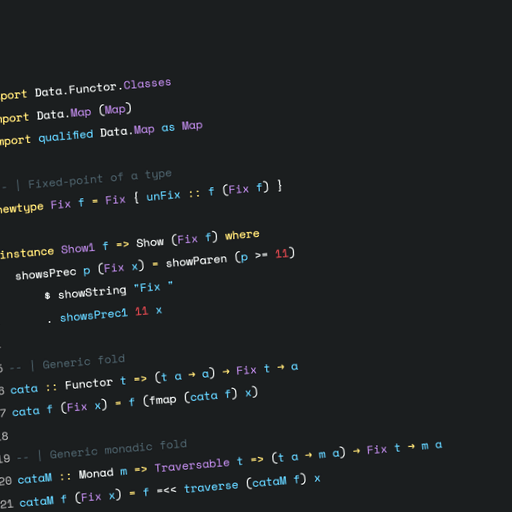 port Data.Functor.Classes
mport Data.Map (Map)
mport qualified Data.Map as Map
- | Fixed-point of a type
newtype Fix f = Fix { unFix :: f (Fix f) }
instance Show1 f => Show (Fix f) where
showsPrec p (Fix x) = showParen (p >= 11)
$ showString "Fix "
. showsPrec1 11 x
5 -- | Generic fold
6 cata :: Functor t => (t a → a) → Fix t → a
7 cata f (Fix x) = f (fmap (cata f) x)
18
19 -- | Generic monadic fold
20 cataM :: Monad m => Traversable t => (t a → m a) → Fix t → m a
21 cataM f (Fix x) = f =<< traverse (cataM f) x